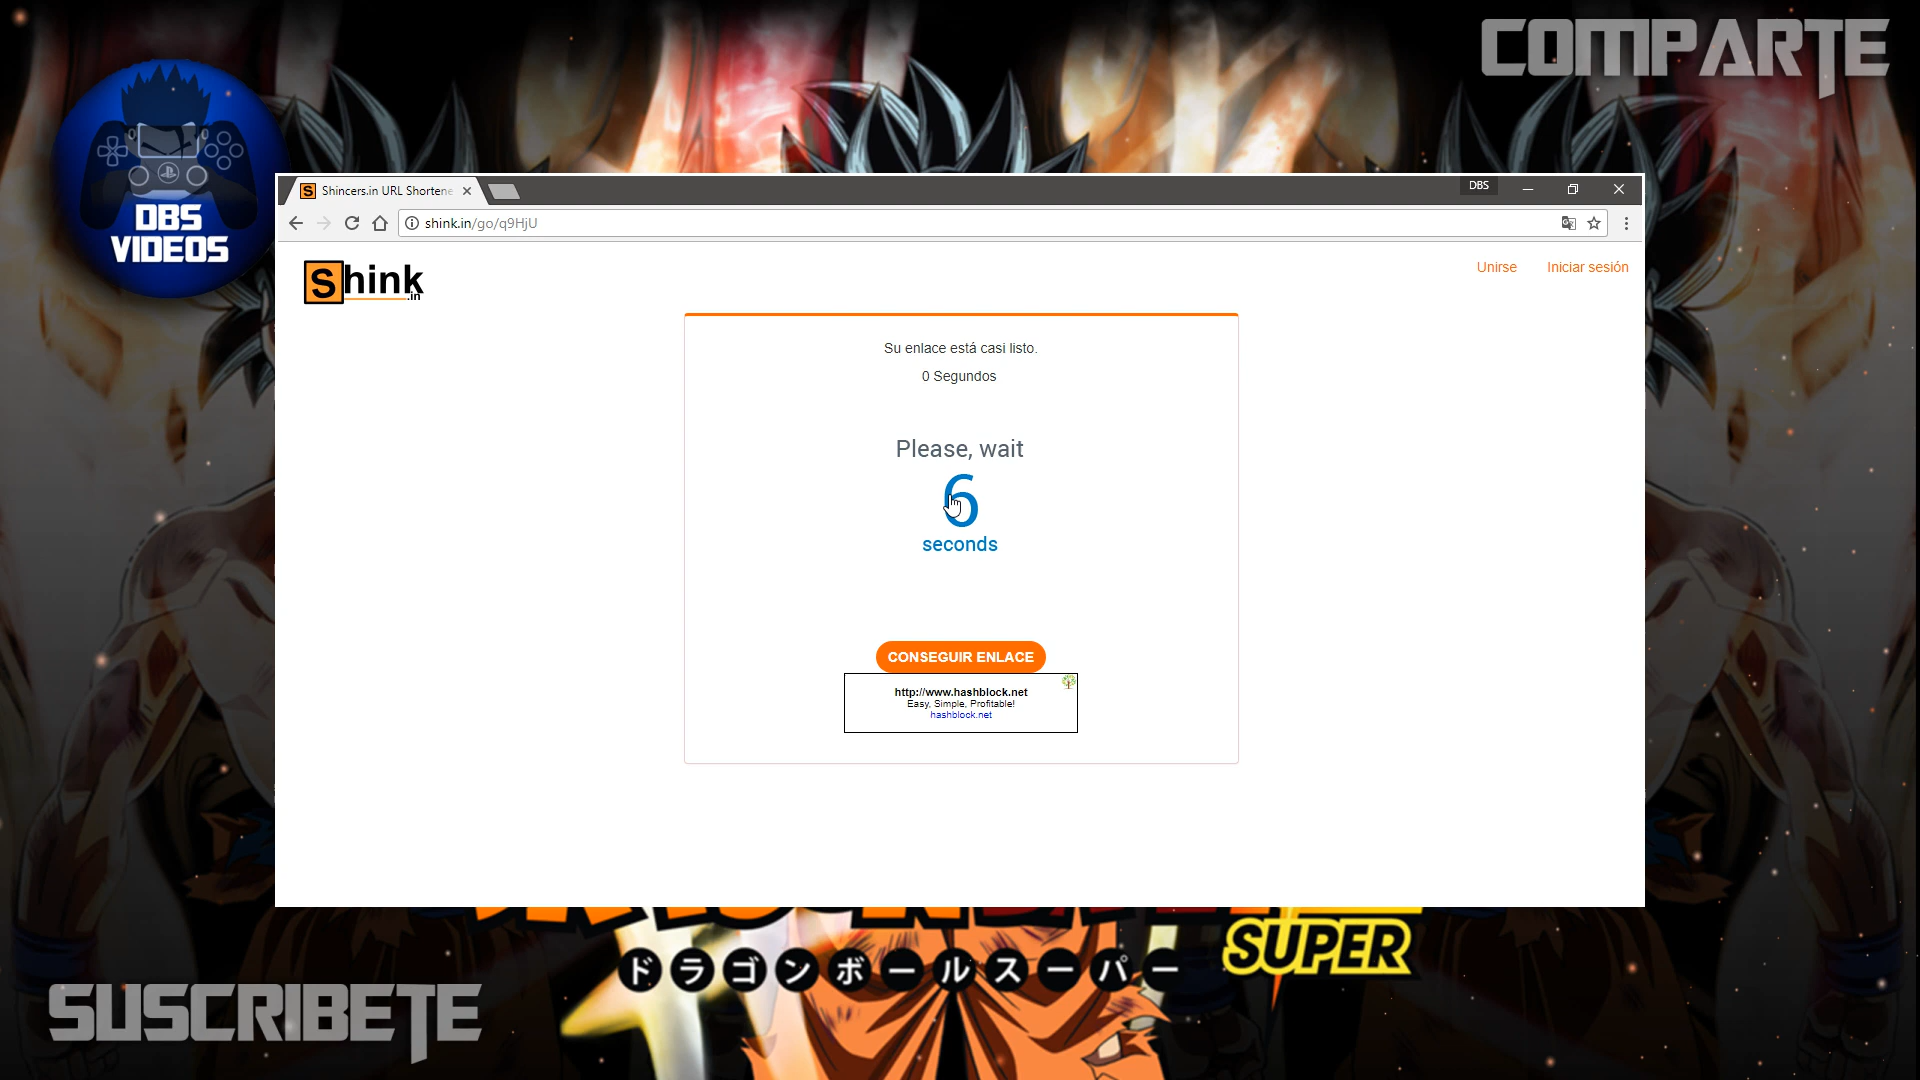 COMPARTE
DBS
VIDEOS
Shincers.in URL Shortene
DBS
shink.in/go/q9HjU
Shink
.in
Unirse
Iniciar sesión
Su enlace está casi listo.
0 Segundos
Please, wait
6
seconds
CONSEGUIR ENLACE
http://www.hashblock.net
Easy, Simple, Profitable!
hashblock.net
SUPER
ドラゴンボールスーパー
SUSCRIBETE